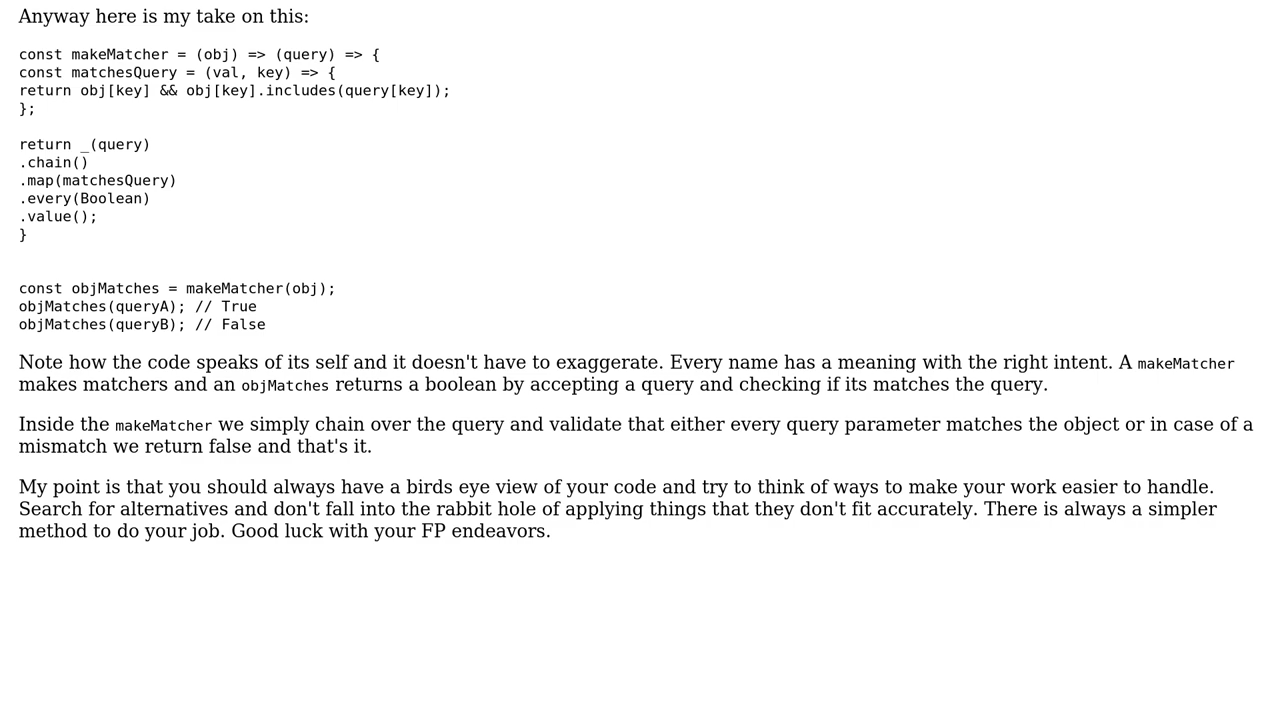 Anyway here is my take on this:
const makeMatcher = (obj) => (query) => {
const matchesQuery = (val, key) => {
return obj[key] && obj[key].includes(query[key]);
};
return _(query)
.chain()
.map(matchesQuery)
.every(Boolean)
.value();
}
const objMatches = makeMatcher(obj);
objMatches(queryA); // True
objMatches(queryB); // False
Note how the code speaks of its self and it doesn't have to exaggerate. Every name has a meaning with the right intent. A makeMatcher
makes matchers and an objMatches returns a boolean by accepting a query and checking if its matches the query.
Inside the makeMatcher we simply chain over the query and validate that either every query parameter matches the object or in case of a
mismatch we return false and that's it.
My point is that you should always have a birds eye view of your code and try to think of ways to make your work easier to handle.
Search for alternatives and don't fall into the rabbit hole of applying things that they don't fit accurately. There is always a simpler
method to do your job. Good luck with your FP endeavors.